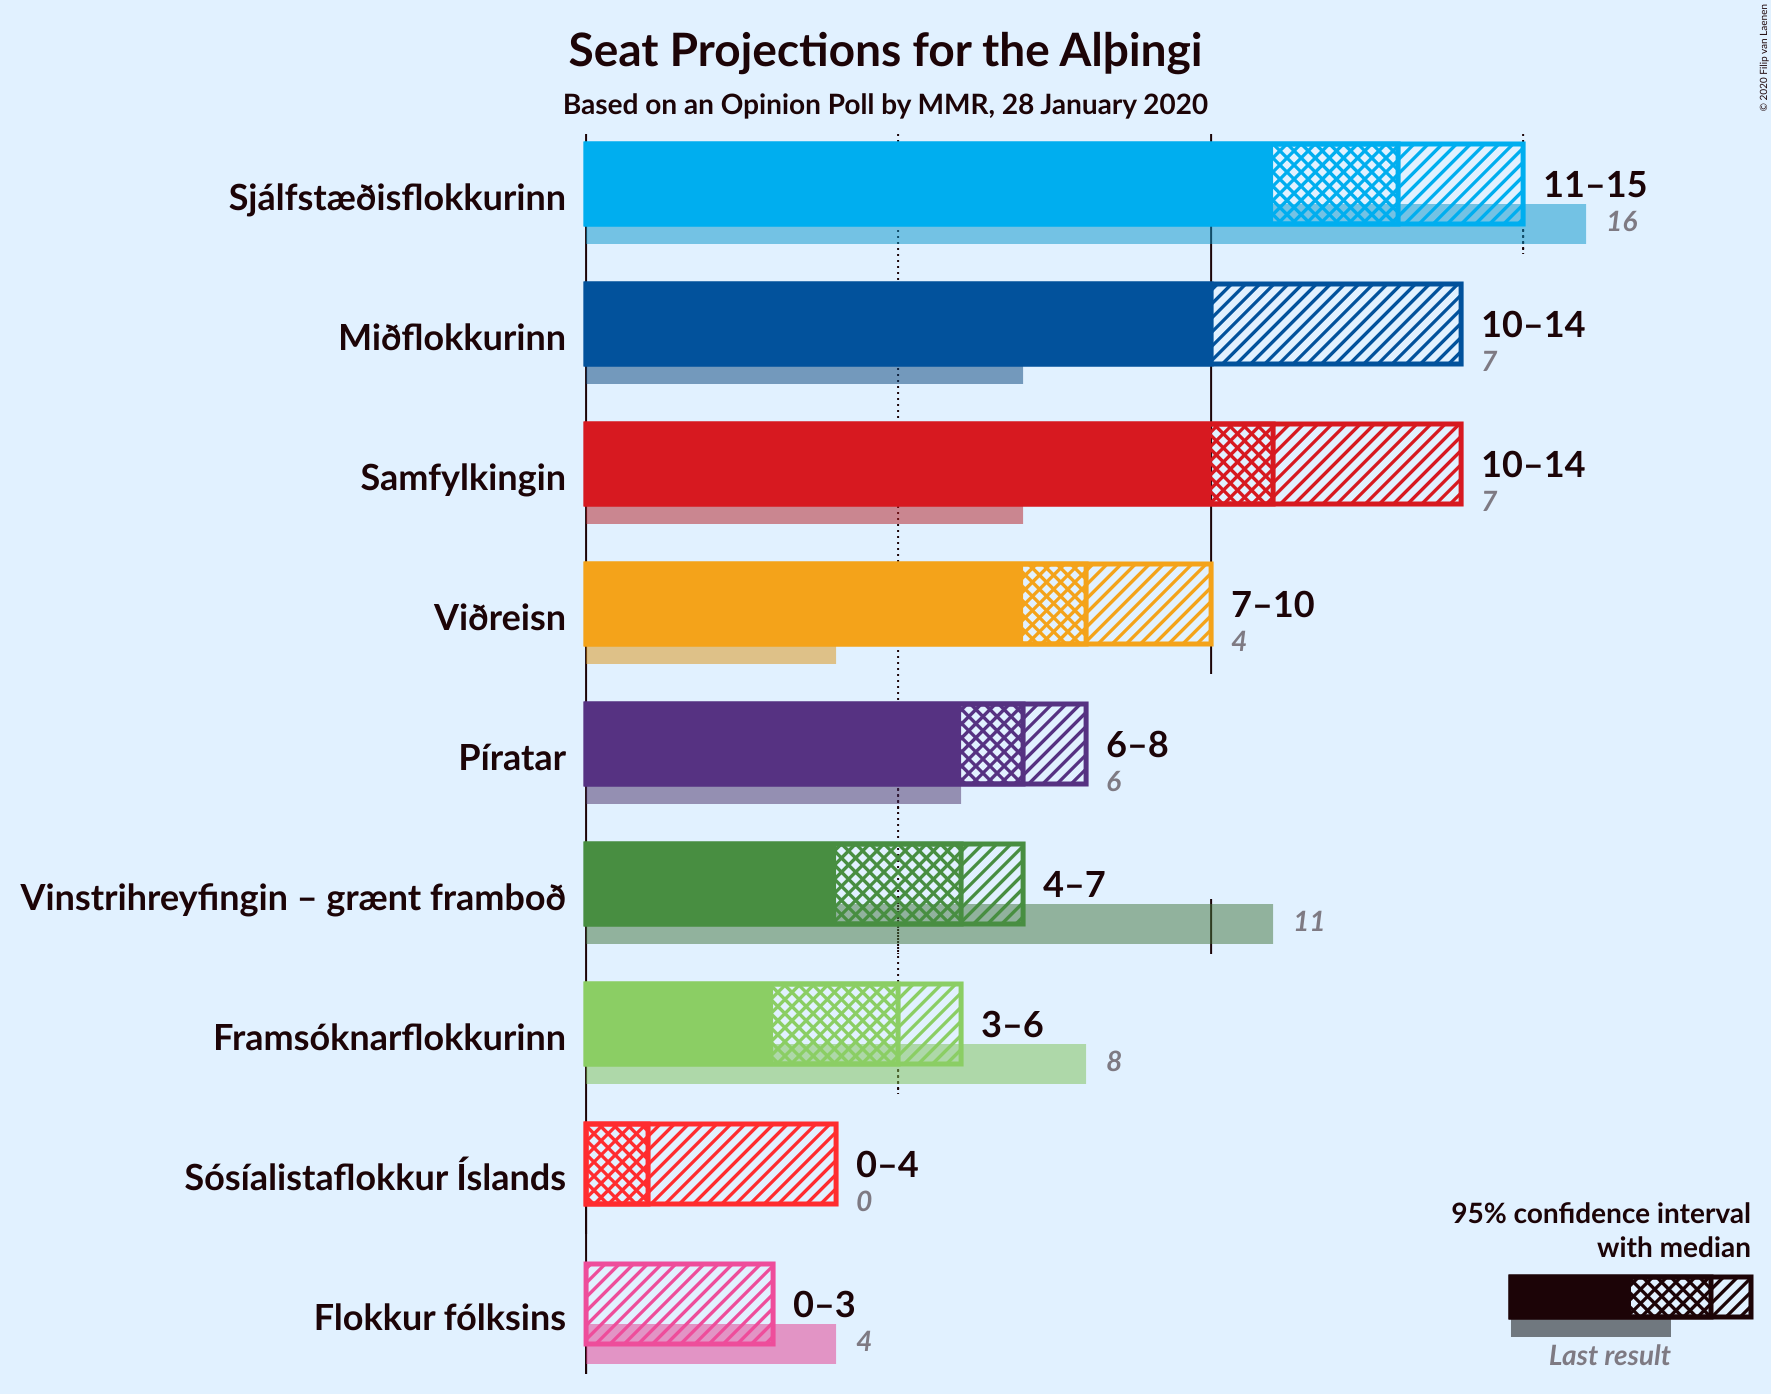 Seat Projections for the Alþingi
Based on an Opinion Poll by MMR, 28 January 2020
© 2020 Filip van Laenen
Sjálfstæðisflokkurinn
11–15
16
Miðflokkurinn
10–14
7
Samfylkingin
10–14
7
Viðreisn
7–10
4
Píratar
6–8
6
Vinstrihreyfingin – grænt framboð
4–7
11
Framsóknarflokkurinn
3–6
8
Sósíalistaflokkur Íslands
0–4
0
Flokkur fólksins
0–3
4
95% confidence interval
with median
Last result